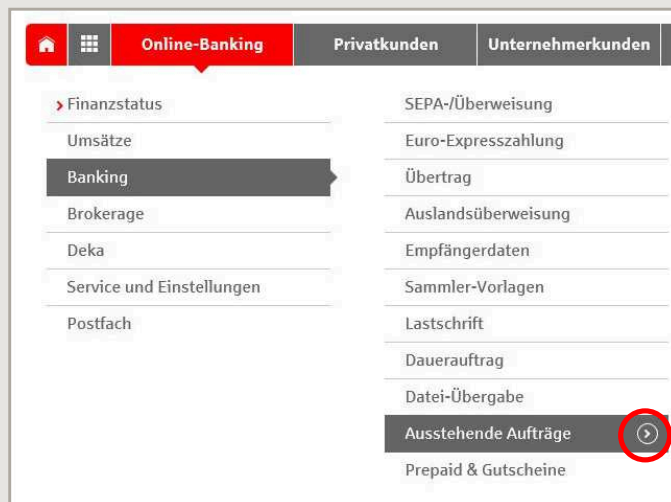 Online-Banking Privatkunden Unternehmerkunden
Finanzstatus
Umsätze
Banking
Brokerage
Deka
Service und Einstellungen
Postfach
SEPA-/Überweisung
Euro-Expresszahlung
Übertrag
Auslandsüberweisung
Empfängerdaten
Sammler-Vorlagen
Lastschrift
Dauerauftrag
Datei-Übergabe
Ausstehende Aufträge
Prepaid & Gutscheine